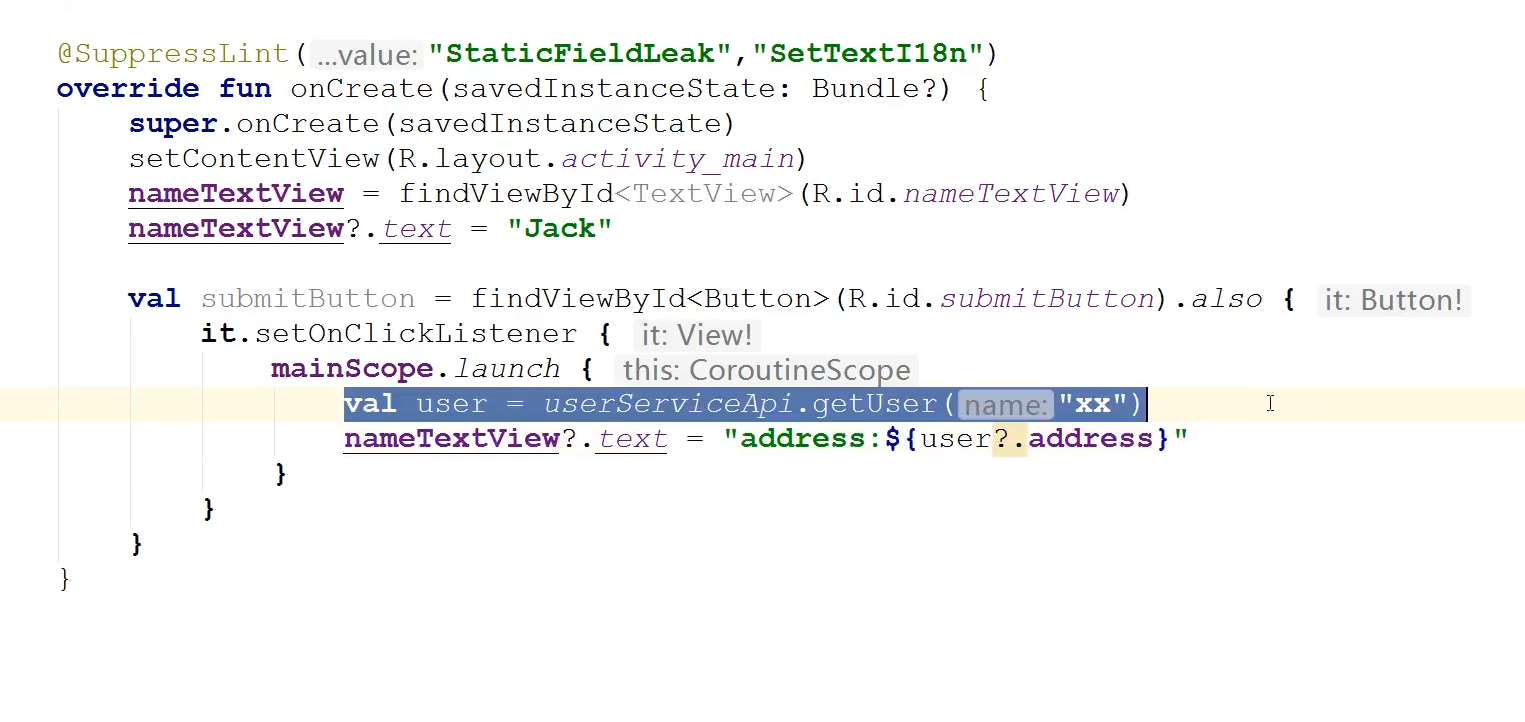 @SuppressLint(...value: "StaticFieldLeak","SetTextI18n")
override fun onCreate(savedInstanceState: Bundle?) {
    super.onCreate(savedInstanceState)
    setContentView(R.layout.activity_main)
    nameTextView = findViewById<TextView>(R.id.nameTextView)
    nameTextView?.text = "Jack"

    val submitButton = findViewById<Button>(R.id.submitButton).also { it: Button!
        it.setOnClickListener { it: View!
            mainScope.launch { this: CoroutineScope
                val user = userServiceApi.getUser(name: "xx")
                nameTextView?.text = "address:${user?.address}"
            }
        }
    }
}